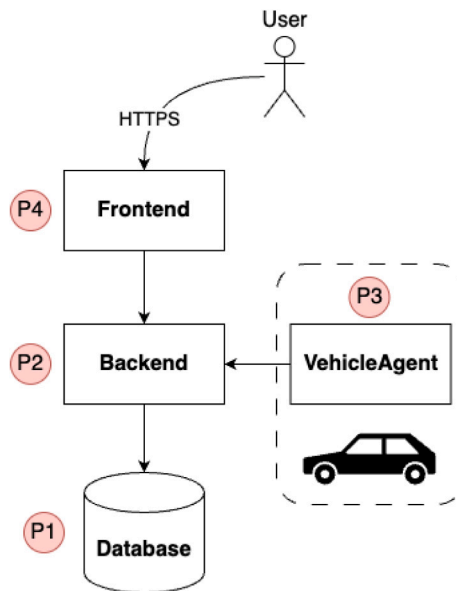 User
HTTPS
P4
Frontend
P3
P2
Backend
VehicleAgent
P1
Database